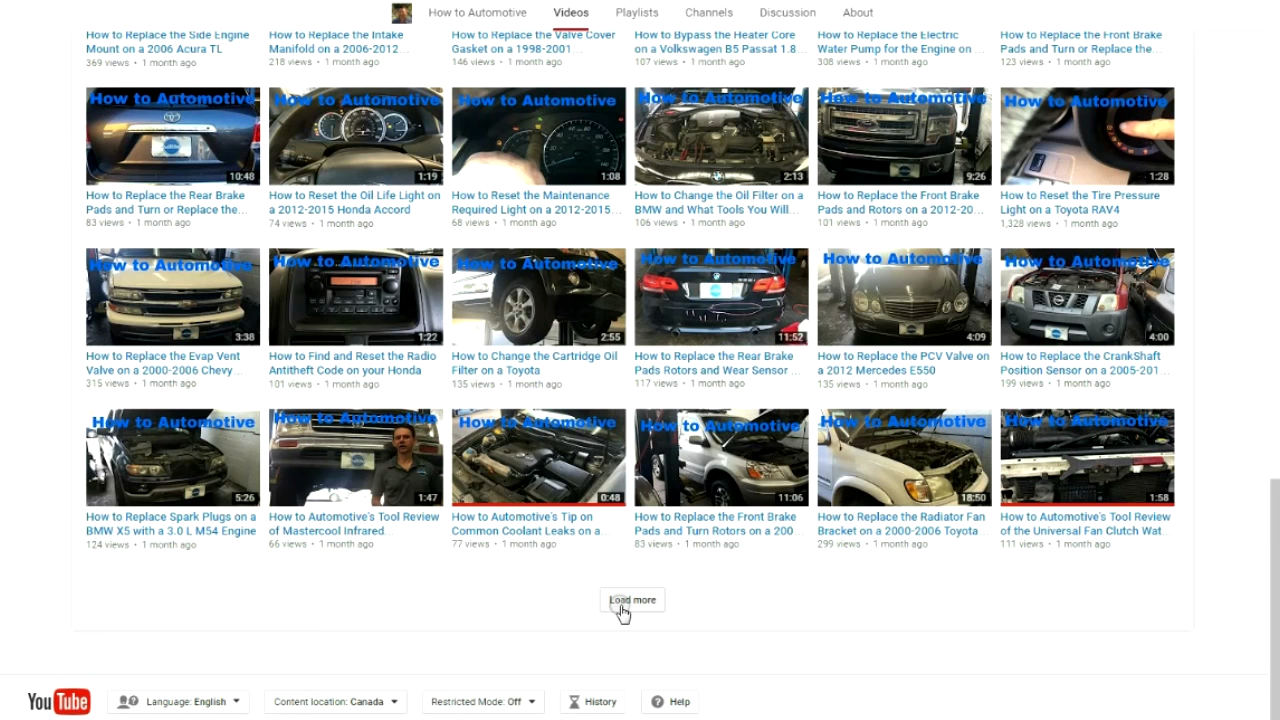 How to Automotive Videos Playlists Channels Discussion About
How to Replace the Side Engine
Mount on a 2006 Acura TL
369 views • 1 month ago
How to Replace the Intake
Manifold on a 2006-2012...
218 views • 1 month ago
How to Replace the Valve Cover
Gasket on a 1998-2001...
146 views • 1 month ago
How to Bypass the Heater Core
on a Volkswagen B5 Passat 1.8...
107 views • 1 month ago
How to Replace the Electric
Water Pump for the Engine on ...
308 views • 1 month ago
How to Replace the Front Brake
Pads and Turn or Replace the...
123 views • 1 month ago
How to Automotive
10:48
How to Replace the Rear Brake
Pads and Turn or Replace the...
83 views • 1 month ago
How to Automotive
1:19
How to Reset the Oil Life Light on
a 2012-2015 Honda Accord
74 views • 1 month ago
How to Automotive
1:08
How to Reset the Maintenance
Required Light on a 2012-2015...
68 views • 1 month ago
How to Automotive
2:13
How to Change the Oil Filter on a
BMW and What Tools You Will...
106 views • 1 month ago
How to Automotive
9:26
How to Replace the Front Brake
Pads and Rotors on a 2012-20...
101 views • 1 month ago
How to Automotive
1:28
How to Reset the Tire Pressure
Light on a Toyota RAV4
1,328 views • 1 month ago
How to Automotive
3:38
How to Replace the Evap Vent
Valve on a 2000-2006 Chevy...
315 views • 1 month ago
How to Automotive
1:22
How to Find and Reset the Radio
Antitheft Code on your Honda
101 views • 1 month ago
How to Automotive
2:55
How to Change the Cartridge Oil
Filter on a Toyota
135 views • 1 month ago
How to Automotive
11:52
How to Replace the Rear Brake
Pads Rotors and Wear Sensor ...
117 views • 1 month ago
How to Automotive
4:09
How to Replace the PCV Valve on
a 2012 Mercedes E550
135 views • 1 month ago
How to Automotive
4:00
How to Replace the CrankShaft
Position Sensor on a 2005-201...
199 views • 1 month ago
How to Automotive
5:26
How to Replace Spark Plugs on a
BMW X5 with a 3.0 L M54 Engine
124 views • 1 month ago
How to Automotive
1:47
How to Automotive's Tool Review
of Mastercool Infrared...
66 views • 1 month ago
How to Automotive
0:48
How to Automotive's Tip on
Common Coolant Leaks on a...
77 views • 1 month ago
How to Automotive
11:06
How to Replace the Front Brake
Pads and Turn Rotors on a 200...
83 views • 1 month ago
How to Automotive
18:50
How to Replace the Radiator Fan
Bracket on a 2000-2006 Toyota...
299 views • 1 month ago
How to Automotive
1:58
How to Automotive's Tool Review
of the Universal Fan Clutch Wat...
111 views • 1 month ago
Load more
YouTube Language: English Content location: Canada Restricted Mode: Off History Help